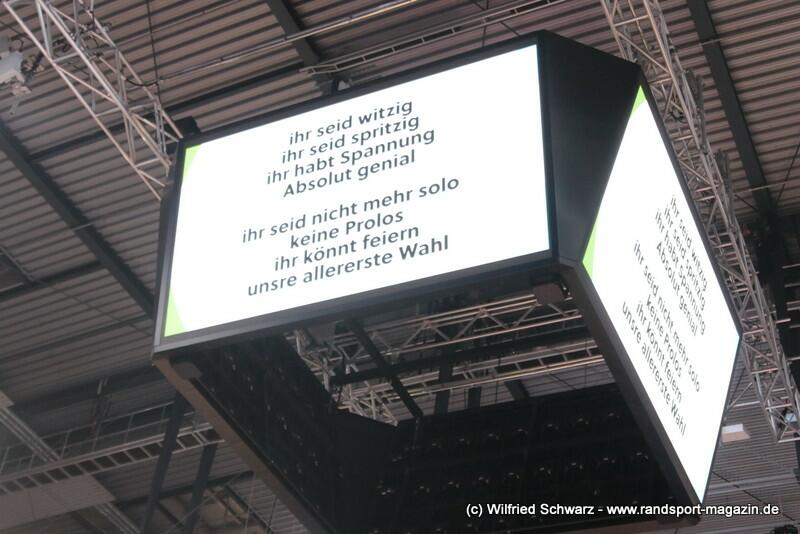 ihr seid witzig
ihr seid spritzig
ihr habt Spannung
Absolut genial
ihr seid nicht mehr solo
keine Prolos
ihr könnt feiern
unsre allererste Wahl
ihr seid witzig
ihr seid spritzig
ihr habt Spannung
Absolut genial
ihr seid nicht mehr solo
keine Prolos
ihr könnt feiern
unsre allererste Wahl
(c) Wilfried Schwarz - www.randsport-magazin.de